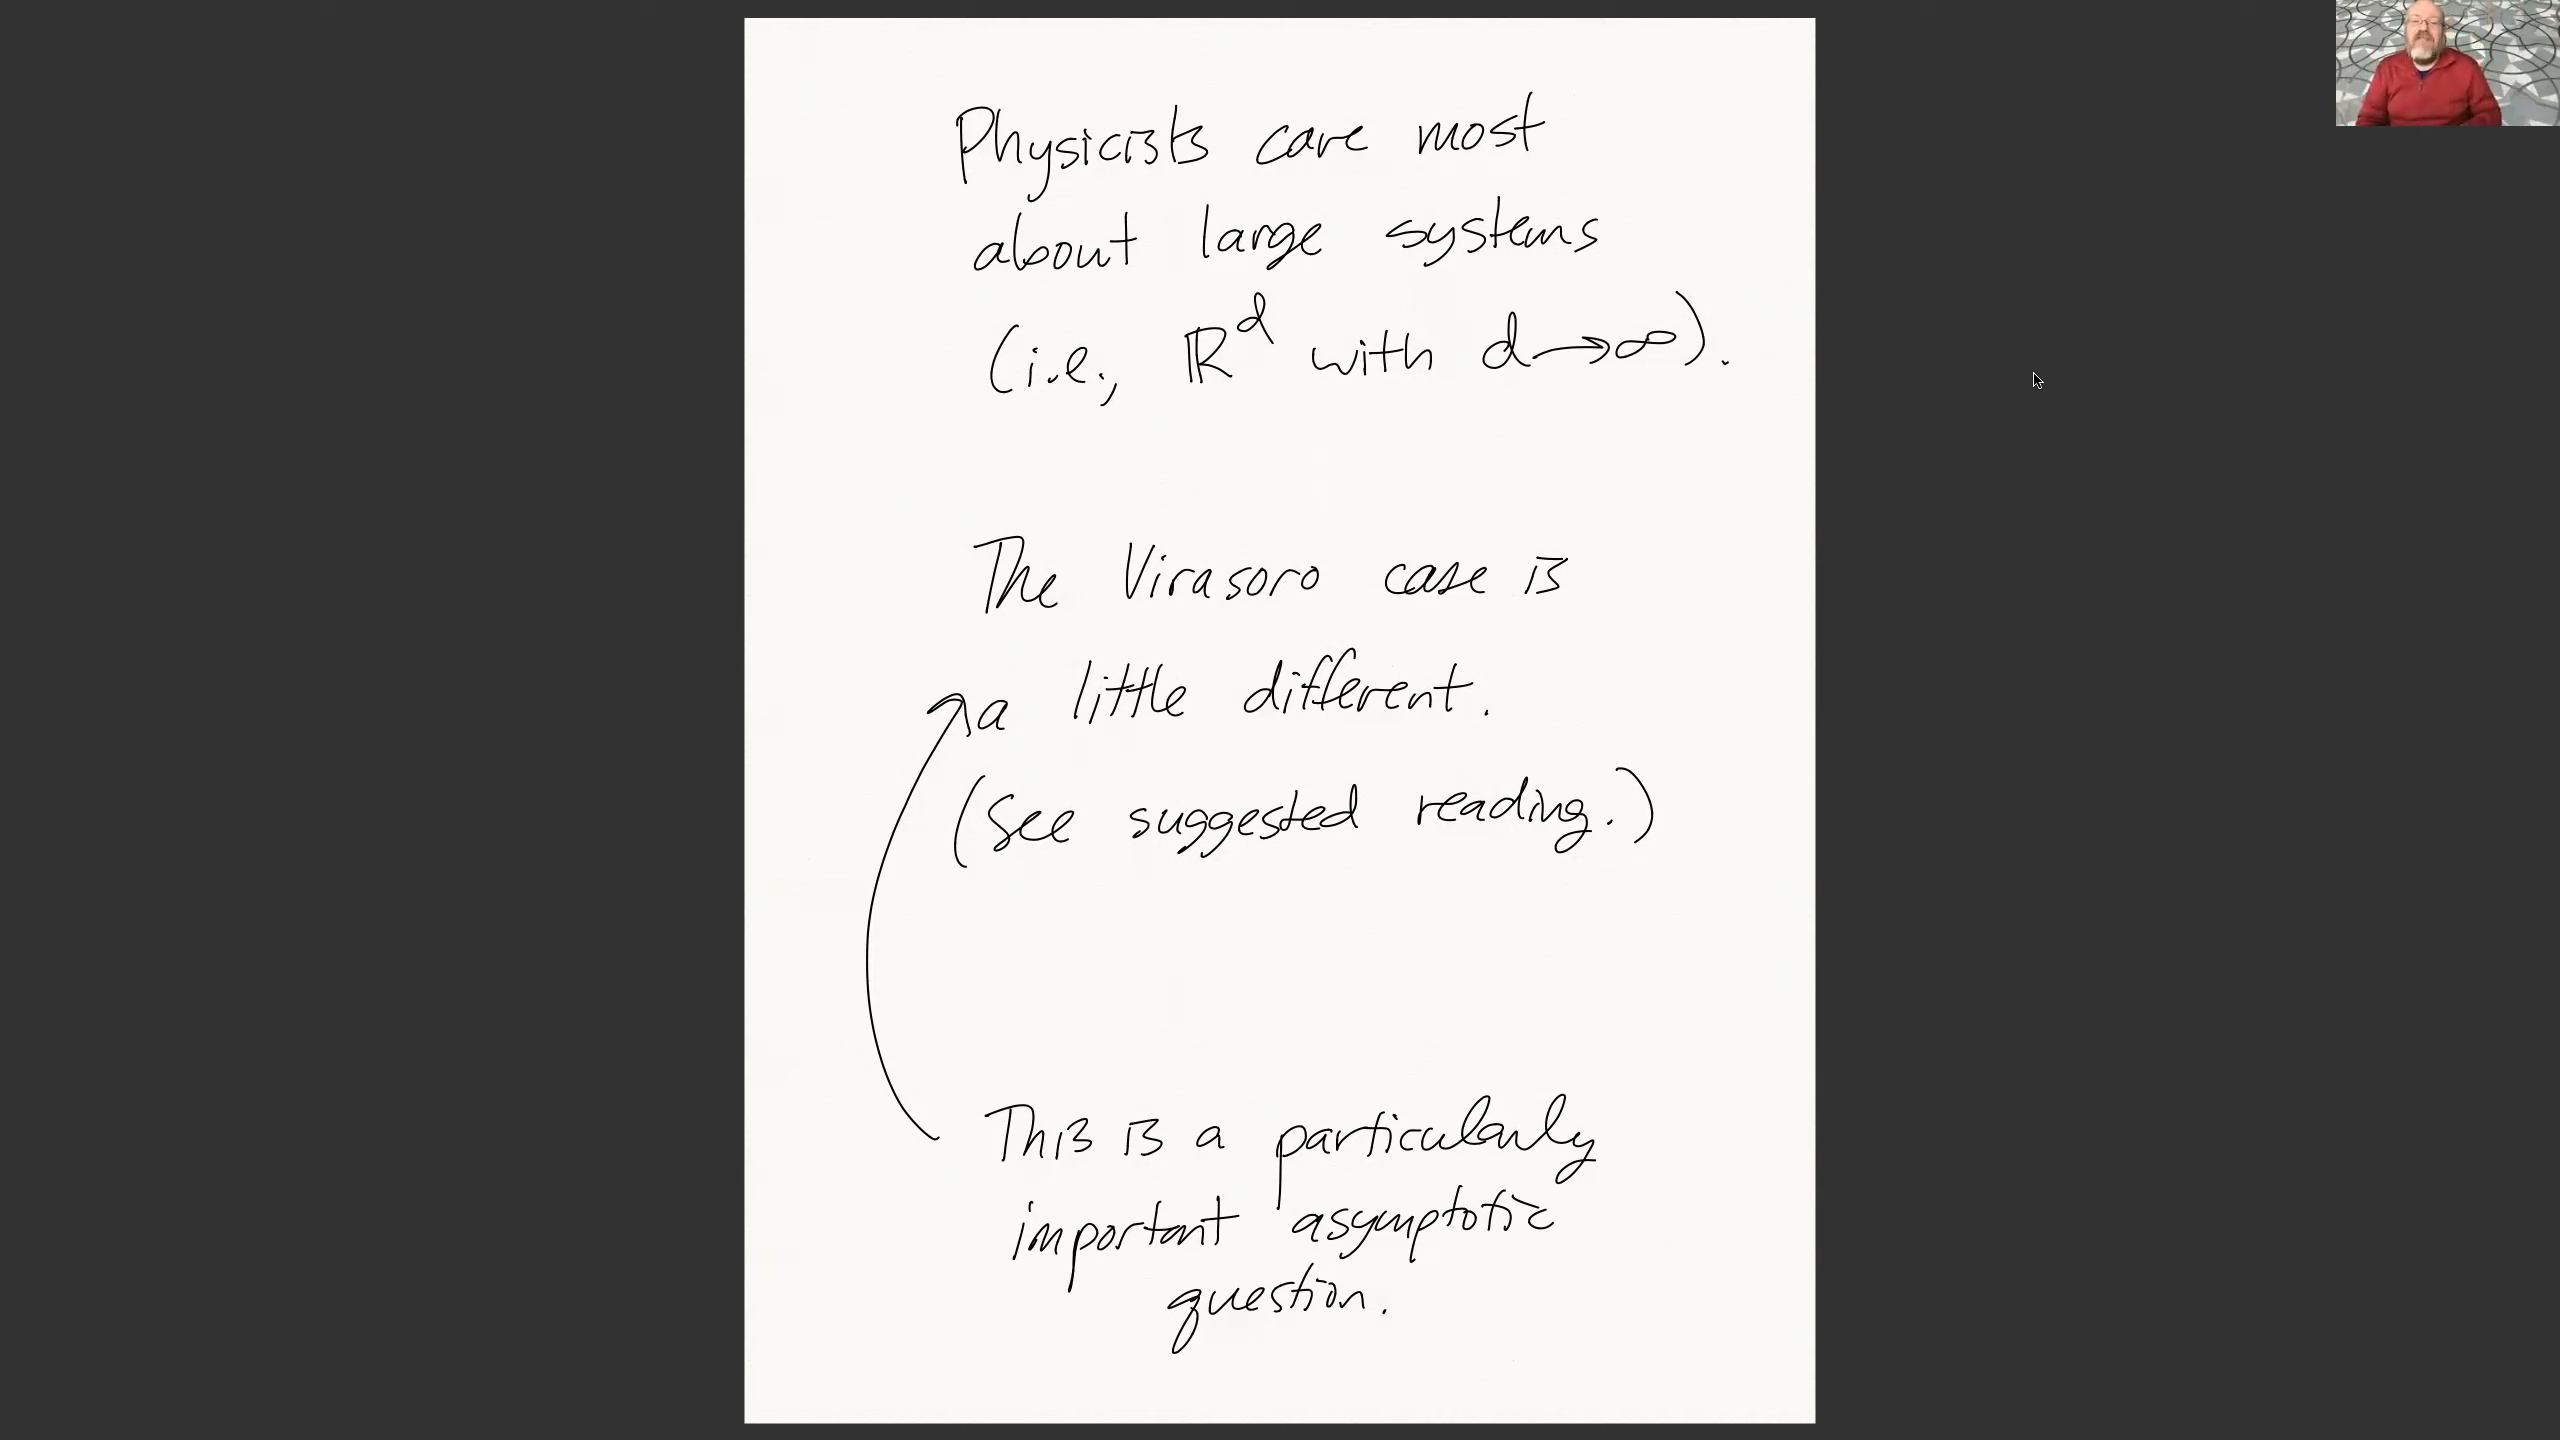 Physicists care most
about large systems
(i.e., ℝ^d with d→∞).
The Virasoro case is
a little different.
(See suggested reading.)
This is a particularly
important asymptotic
question.